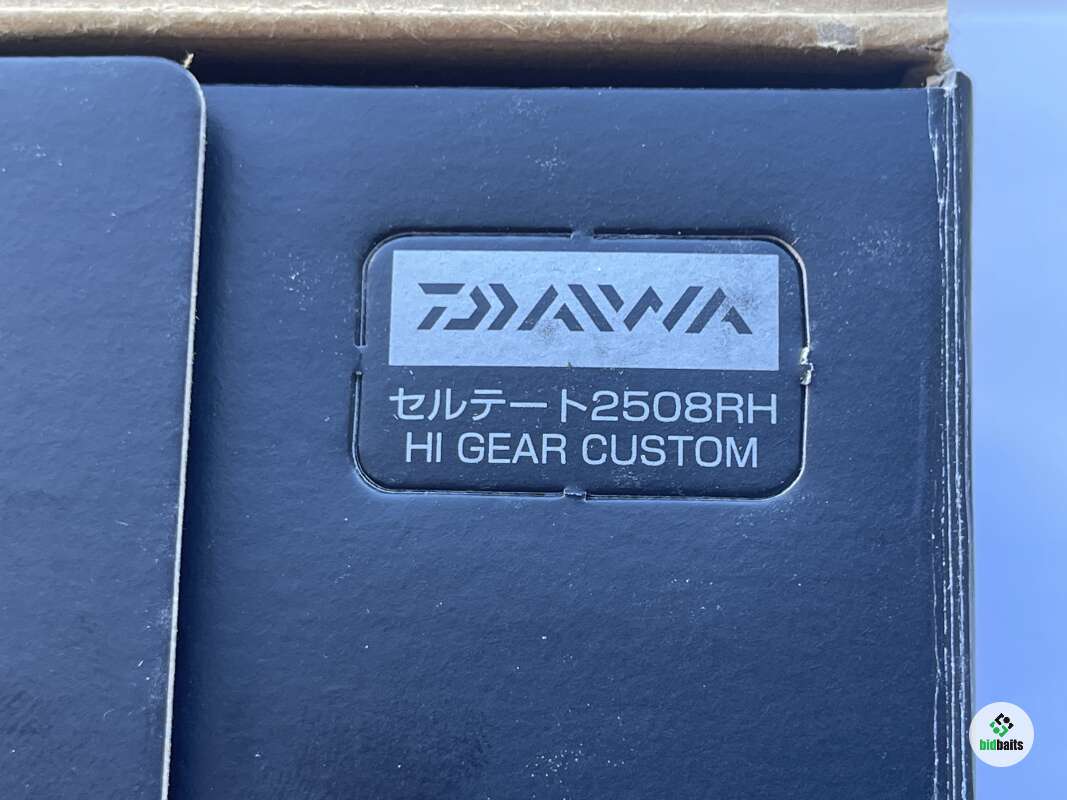 DAIWA
セルテート2508RH
HI GEAR CUSTOM
bidbaits